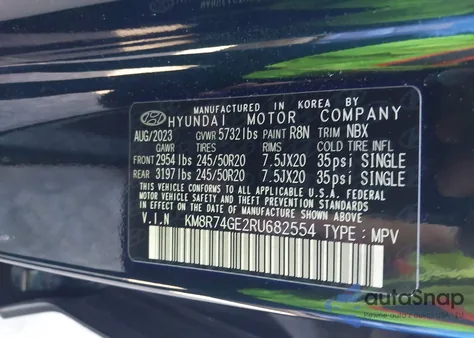 MANUFACTURED IN KOREA BY
HYUNDAI MOTOR COMPANY
AUG/2023 GVWR 5732 lbs PAINT R8N TRIM NBX
GAWR TIRES RIMS COLD TIRE INFL
FRONT 2954 lbs 245/50R20 7.5JX20 35psi SINGLE
REAR 3197 lbs 245/50R20 7.5JX20 35psi SINGLE
THIS VEHICLE CONFORMS TO ALL APPLICABLE U.S.A. FEDERAL
MOTOR VEHICLE SAFETY, BUMPER, AND THEFT PREVENTION
STANDARDS IN EFFECT ON THE DATE OF MANUFACTURE SHOWN ABOVE.
V.I.N KM8R74GE2RU682554 TYPE : MPV
autoSnap